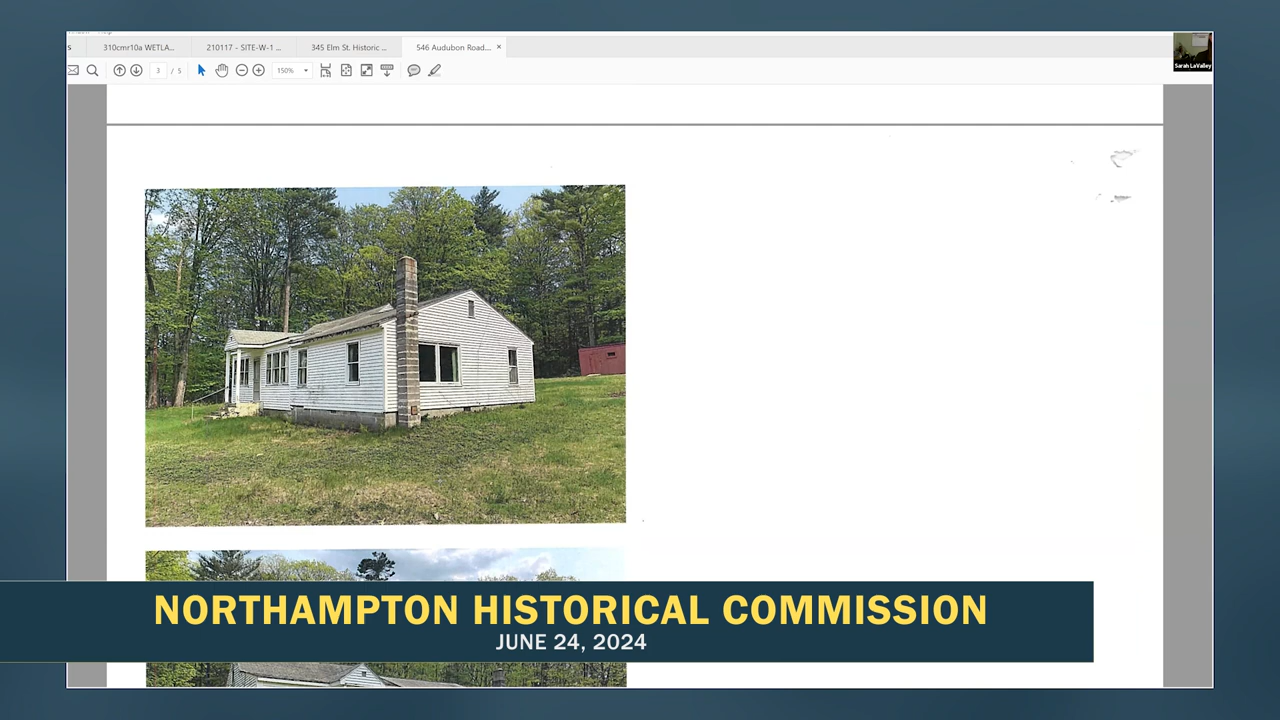 s
310cmr10a WETLA...
210117 - SITE-W-1 ...
345 Elm St. Historic ...
546 Audubon Road....
×
3 / 5
150%
Sarah LaValley
NORTHAMPTON HISTORICAL COMMISSION
JUNE 24, 2024